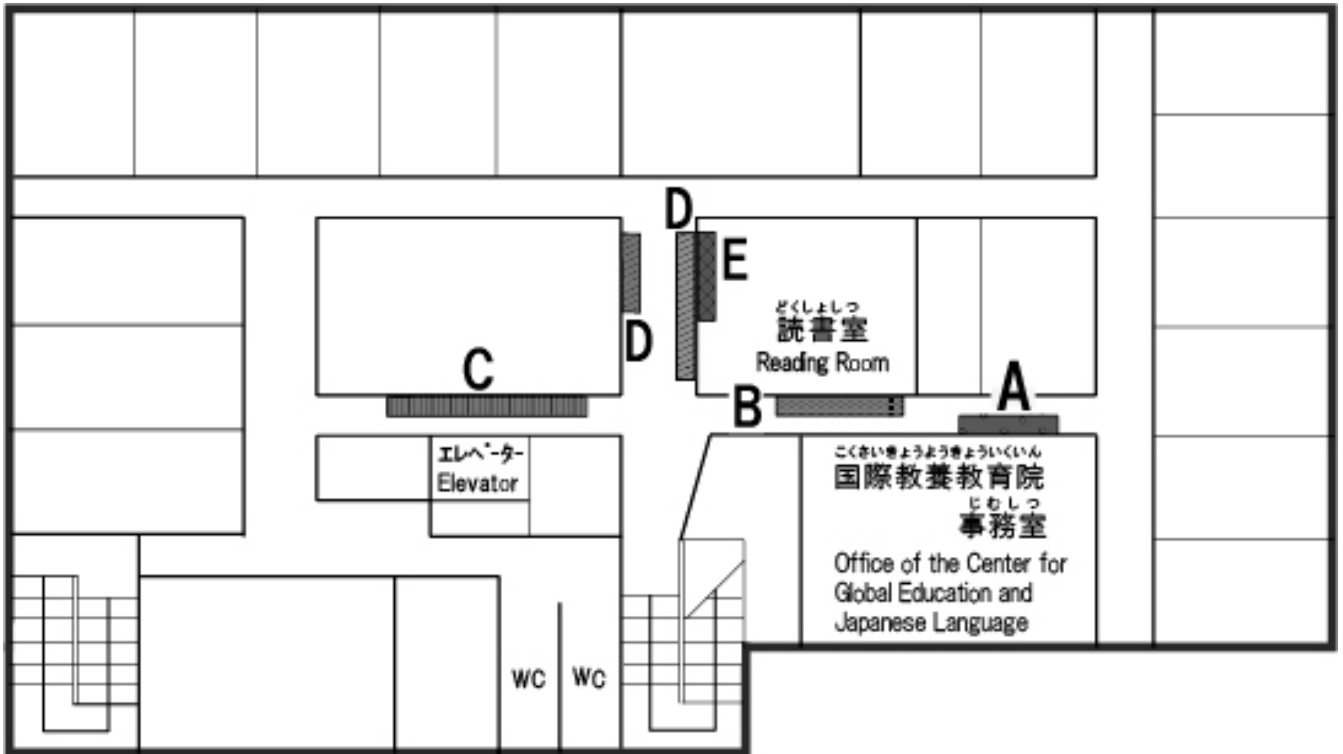 D
E
どくしょしつ
読書室
Reading Room
D
C
B
A
エレベーター
Elevator
こくさいきょうようきょういくいん
国際教養教育院
じむしつ
事務室
Office of the Center for
Global Education and
Japanese Language
WC
WC